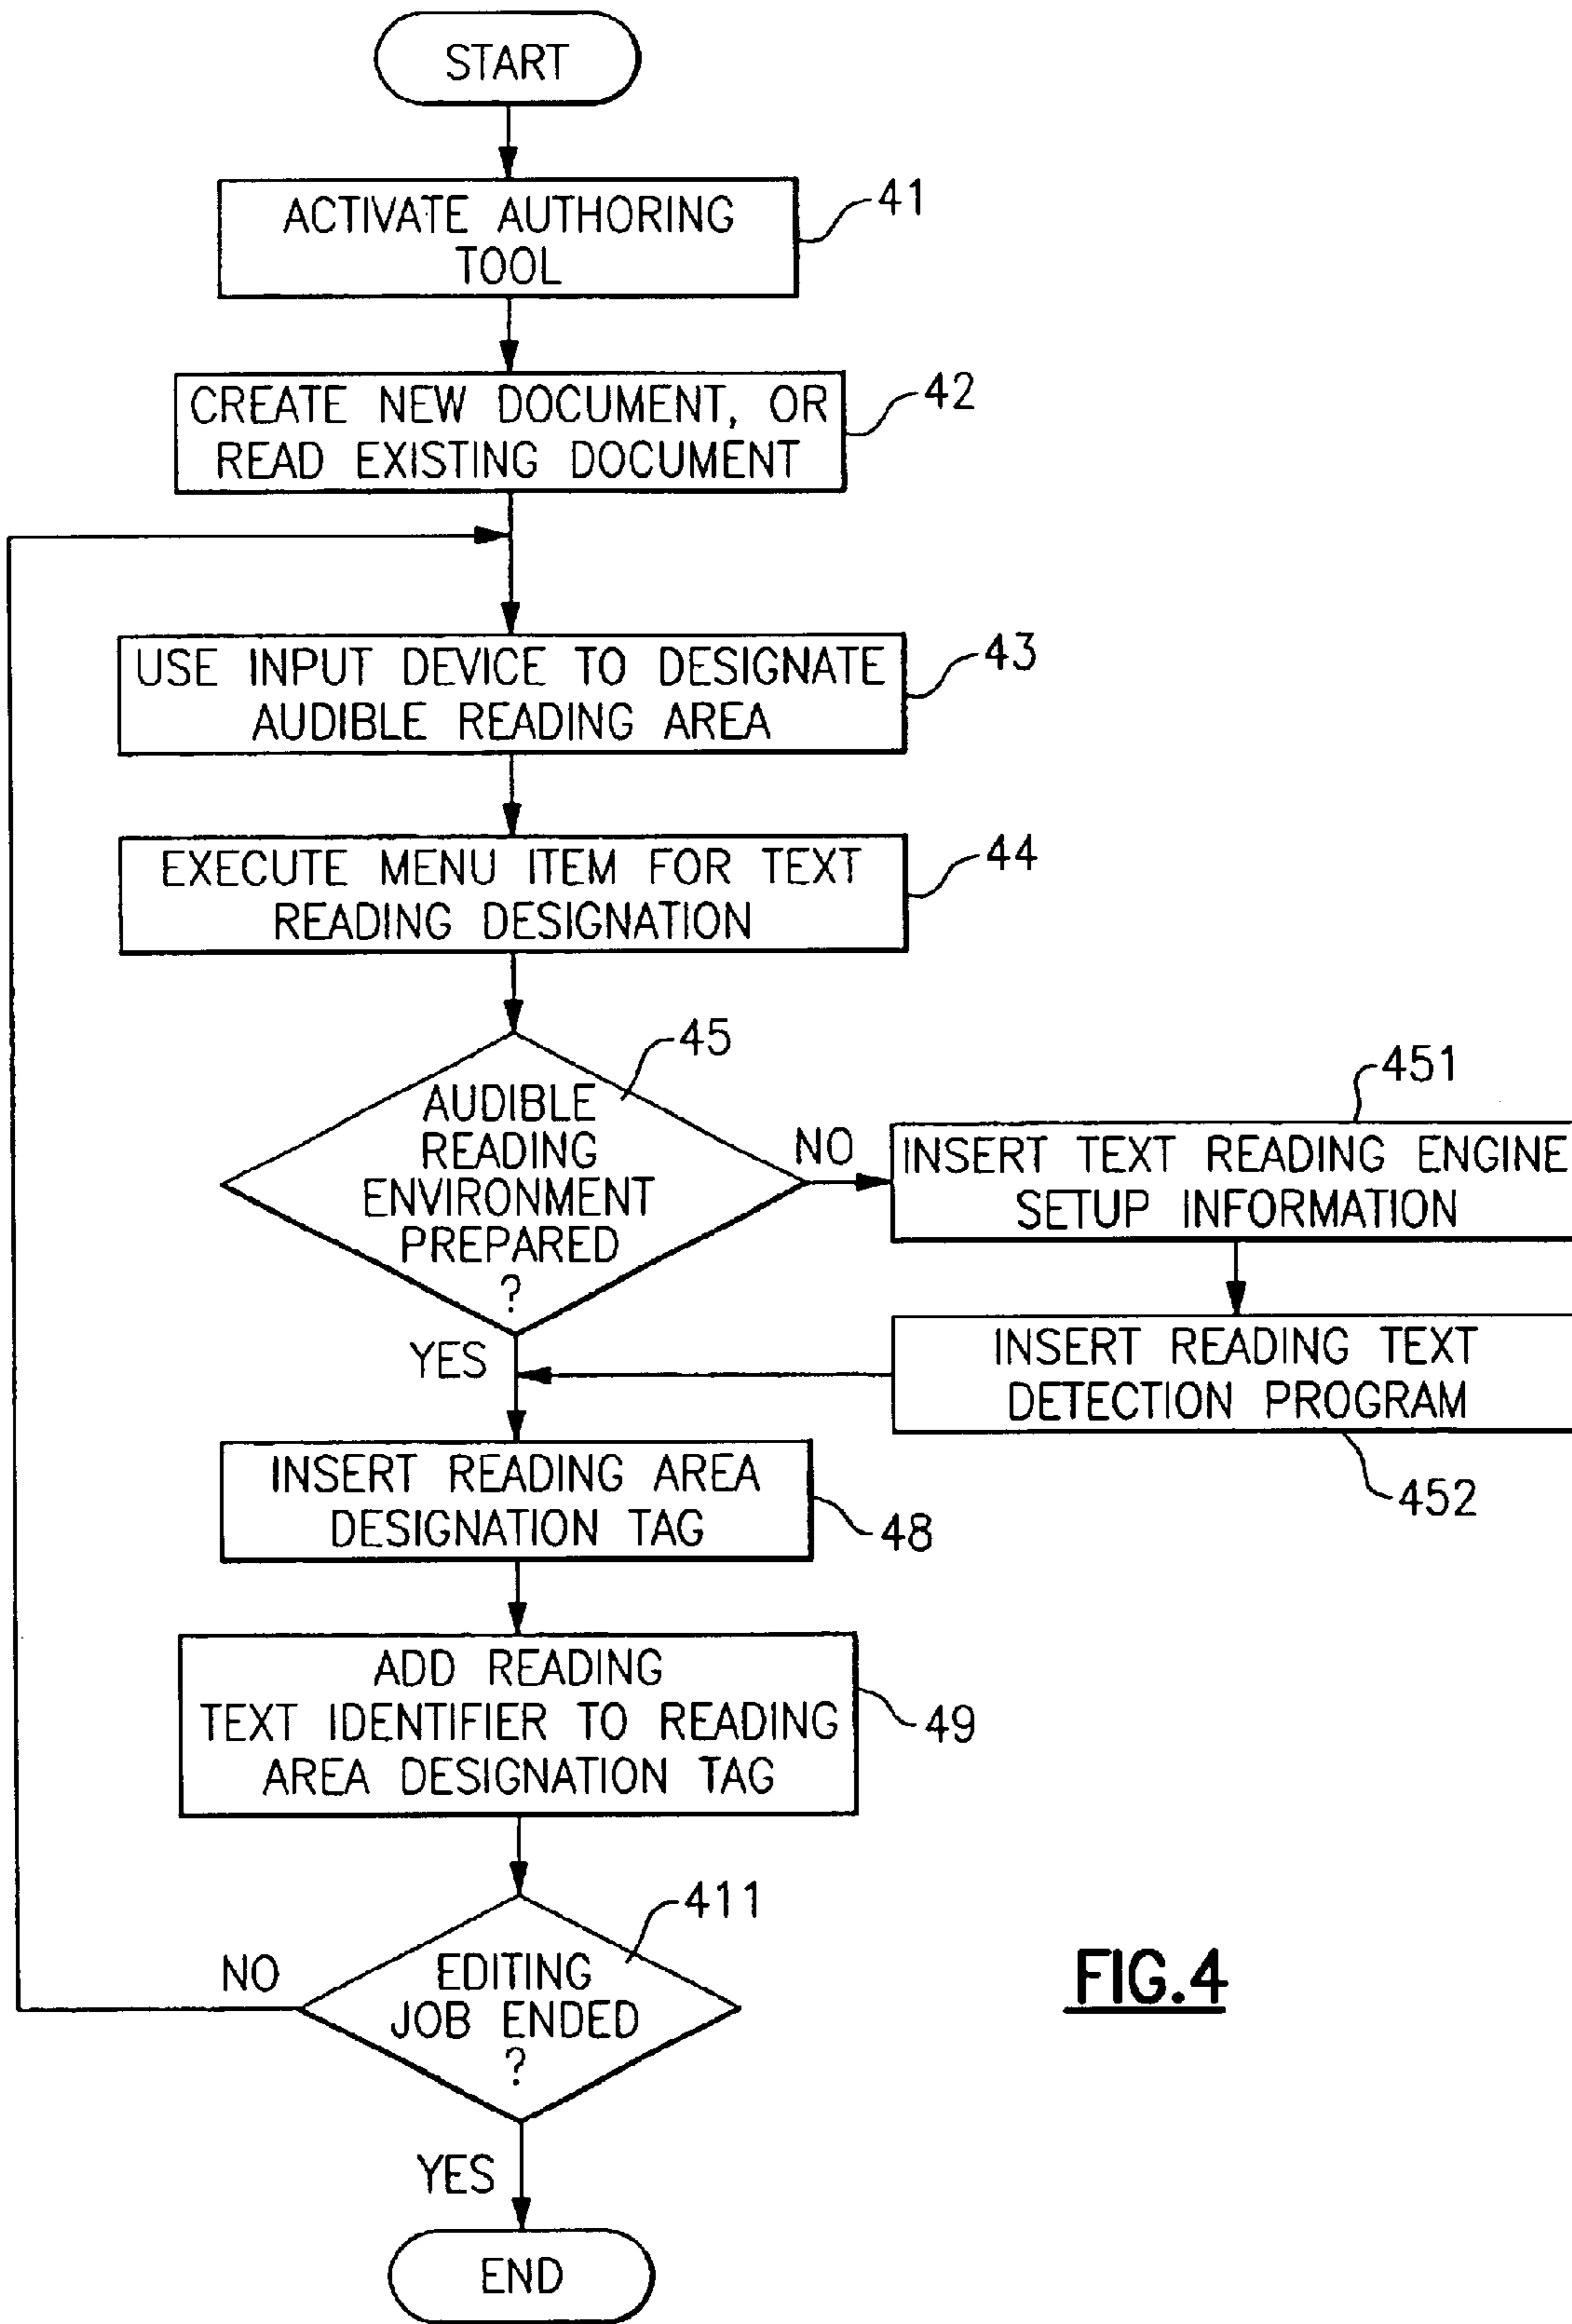 START
ACTIVATE AUTHORING
TOOL
41
CREATE NEW DOCUMENT, OR
READ EXISTING DOCUMENT
42
USE INPUT DEVICE TO DESIGNATE
AUDIBLE READING AREA
43
EXECUTE MENU ITEM FOR TEXT
READING DESIGNATION
44
45
AUDIBLE
READING
ENVIRONMENT
PREPARED
?
NO
451
INSERT TEXT READING ENGINE
SETUP INFORMATION
YES
INSERT READING TEXT
DETECTION PROGRAM
452
INSERT READING AREA
DESIGNATION TAG
48
ADD READING
TEXT IDENTIFIER TO READING
AREA DESIGNATION TAG
49
411
EDITING
JOB ENDED
?
NO
YES
END
FIG.4